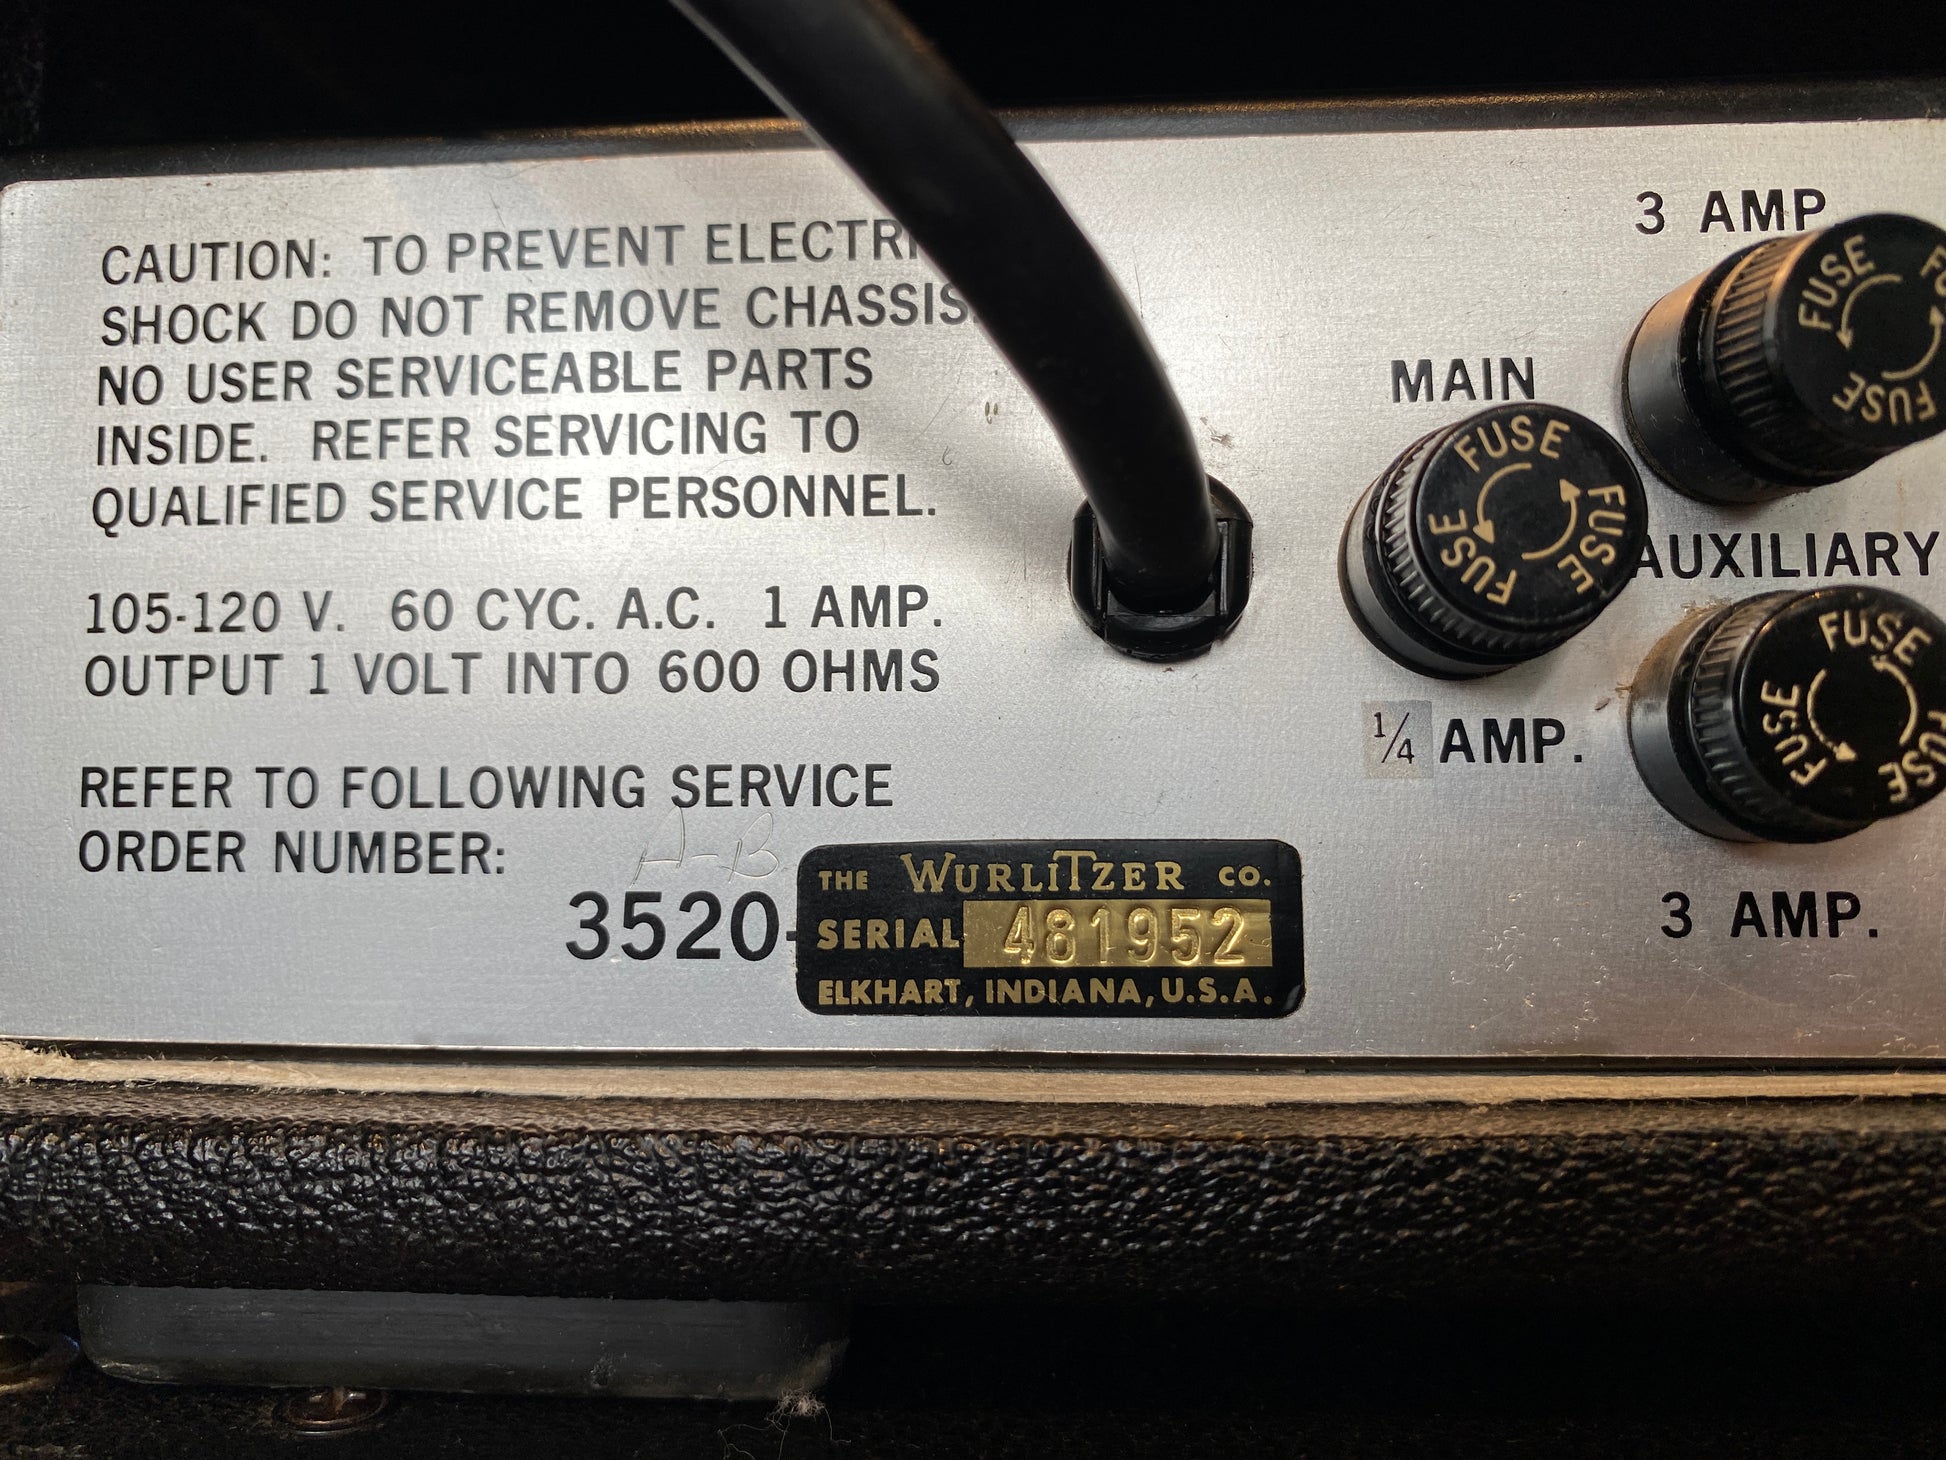 CAUTION: TO PREVENT ELECTRI
SHOCK DO NOT REMOVE CHASSIS.
NO USER SERVICEABLE PARTS
INSIDE. REFER SERVICING TO
QUALIFIED SERVICE PERSONNEL.
105-120 V. 60 CYC. A.C. 1 AMP.
OUTPUT 1 VOLT INTO 600 OHMS
REFER TO FOLLOWING SERVICE
ORDER NUMBER:
A-B
3520-
THE WURLITZER CO.
SERIAL 481952
ELKHART, INDIANA, U.S.A.
MAIN
FUSE FUSE FUSE
1/4 AMP.
3 AMP.
FUSE FUSE
AUXILIARY
FUSE FUSE FUSE
3 AMP.